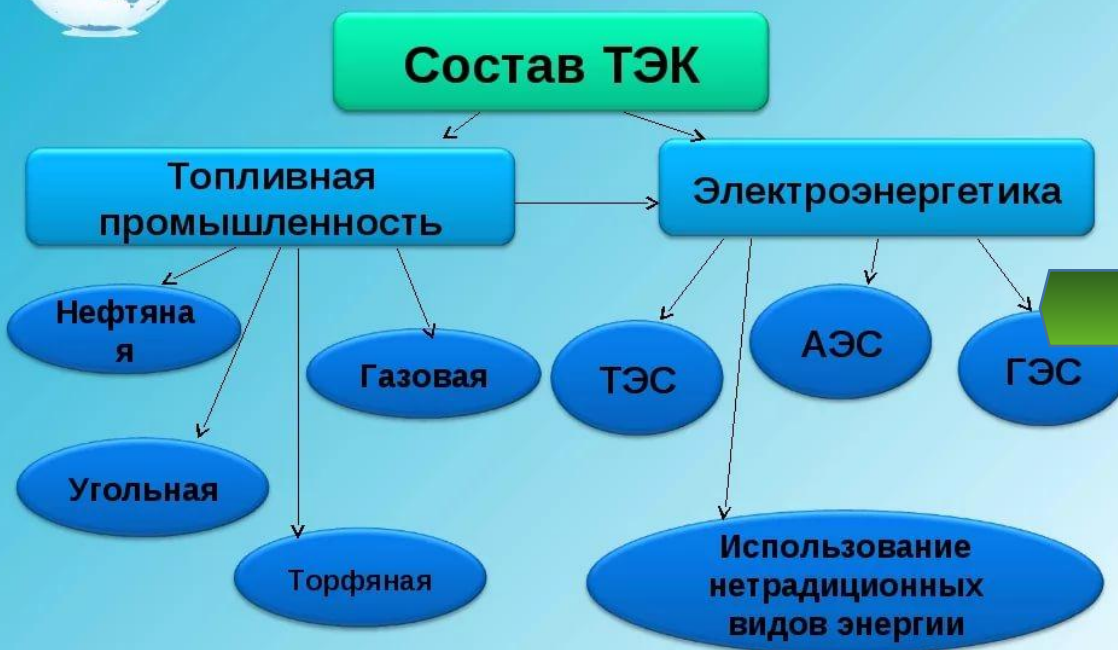 Состав ТЭК
Топливная
промышленность
Электроэнергетика
Нефтяна
я
Газовая
ТЭС
АЭС
ГЭС
Угольная
Торфяная
Использование
нетрадиционных
видов энергии